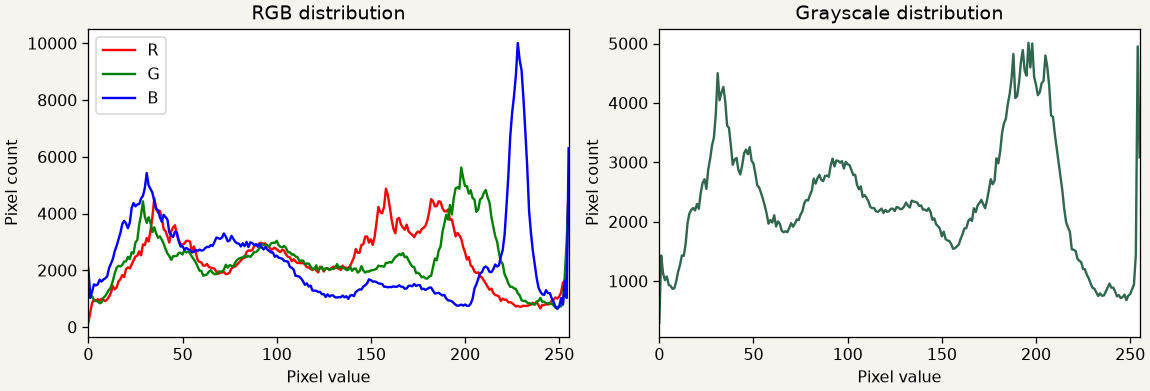 RGB distribution
Grayscale distribution
R
G
B
Pixel count
10000
8000
6000
4000
2000
0
0 50 100 150 200 250
Pixel value
Pixel count
5000
4000
3000
2000
1000
0 50 100 150 200 250
Pixel value